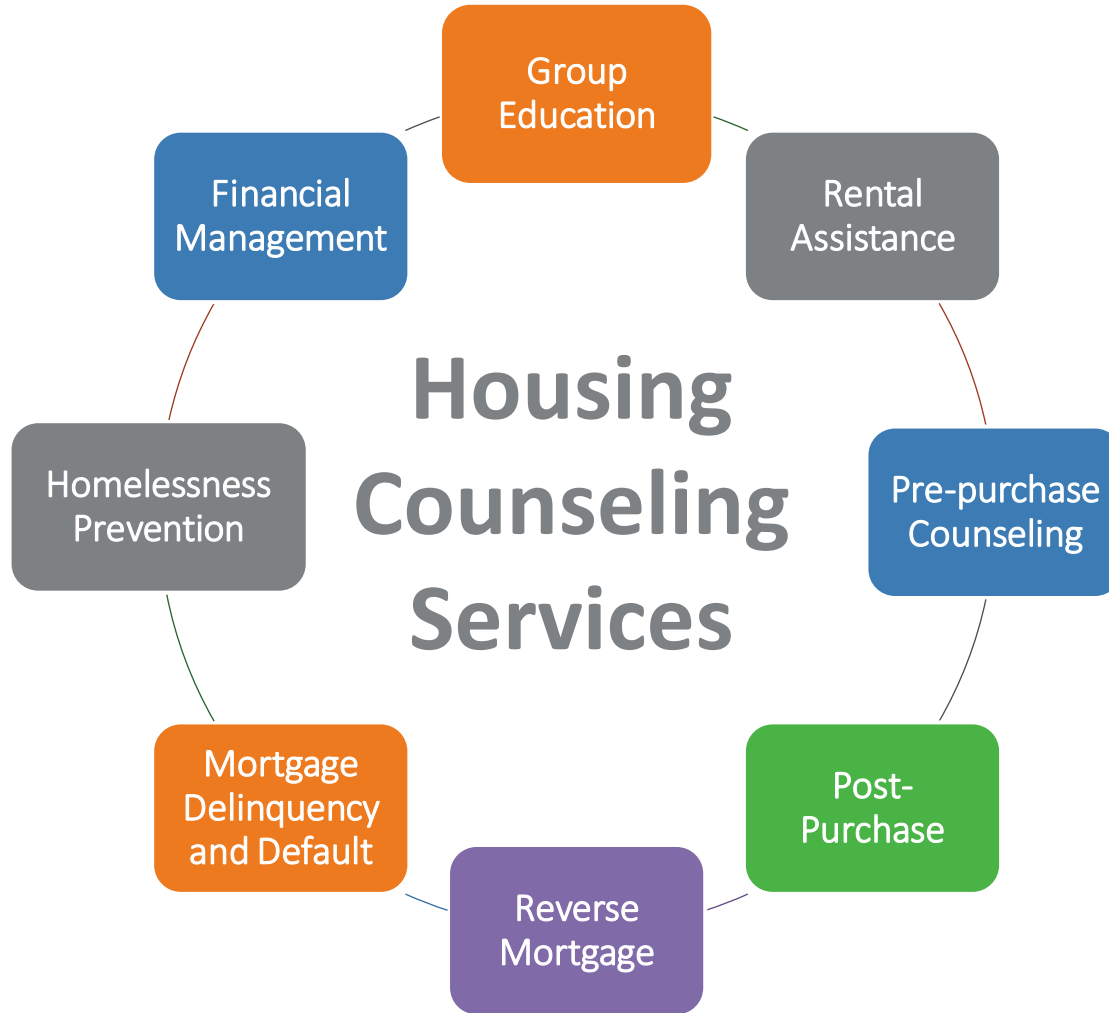 Group
Education
Financial
Management
Rental
Assistance
Housing
Counseling
Services
Homelessness
Prevention
Pre-purchase
Counseling
Mortgage
Delinquency
and Default
Post-
Purchase
Reverse
Mortgage